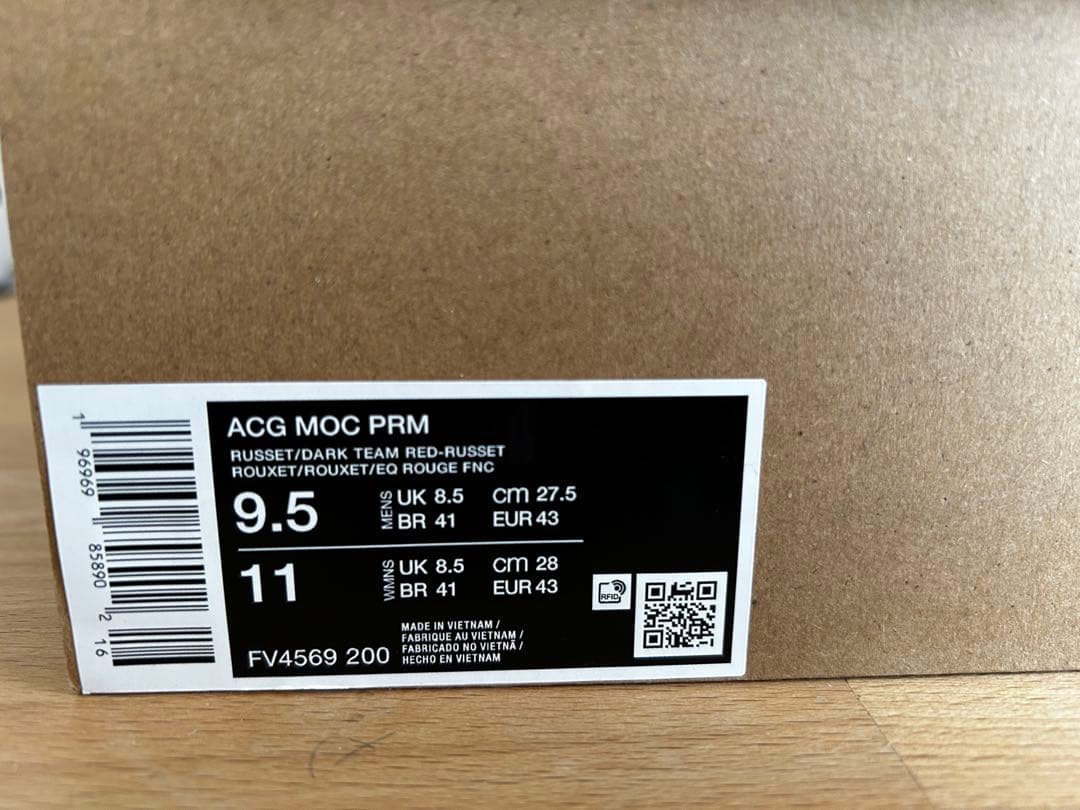 1 96969 85890 2 16
ACG MOC PRM
RUSSET/DARK TEAM RED-RUSSET
ROUXET/ROUXET/EQ ROUGE FNC
9.5 MENS UK 8.5 cm 27.5
BR 41 EUR 43
11 WMNS UK 8.5 cm 28
BR 41 EUR 43
RFID
MADE IN VIETNAM /
FABRIQUE AU VIETNAM /
FABRICADO NO VIETNÃ /
HECHO EN VIETNAM
FV4569 200